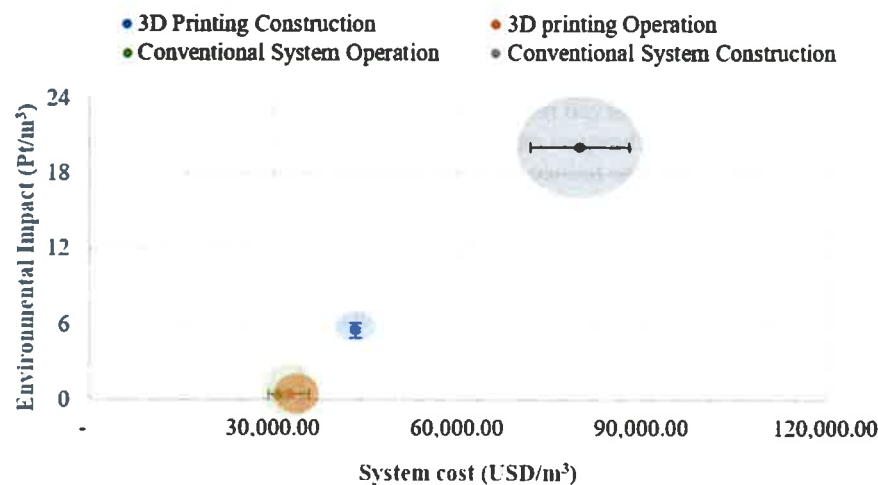 3D Printing Construction
3D printing Operation
Conventional System Operation
Conventional System Construction
Environmental Impact (Pt/m³)
24
18
12
6
0
-
30,000.00
60,000.00
90,000.00
120,000.00
System cost (USD/m³)